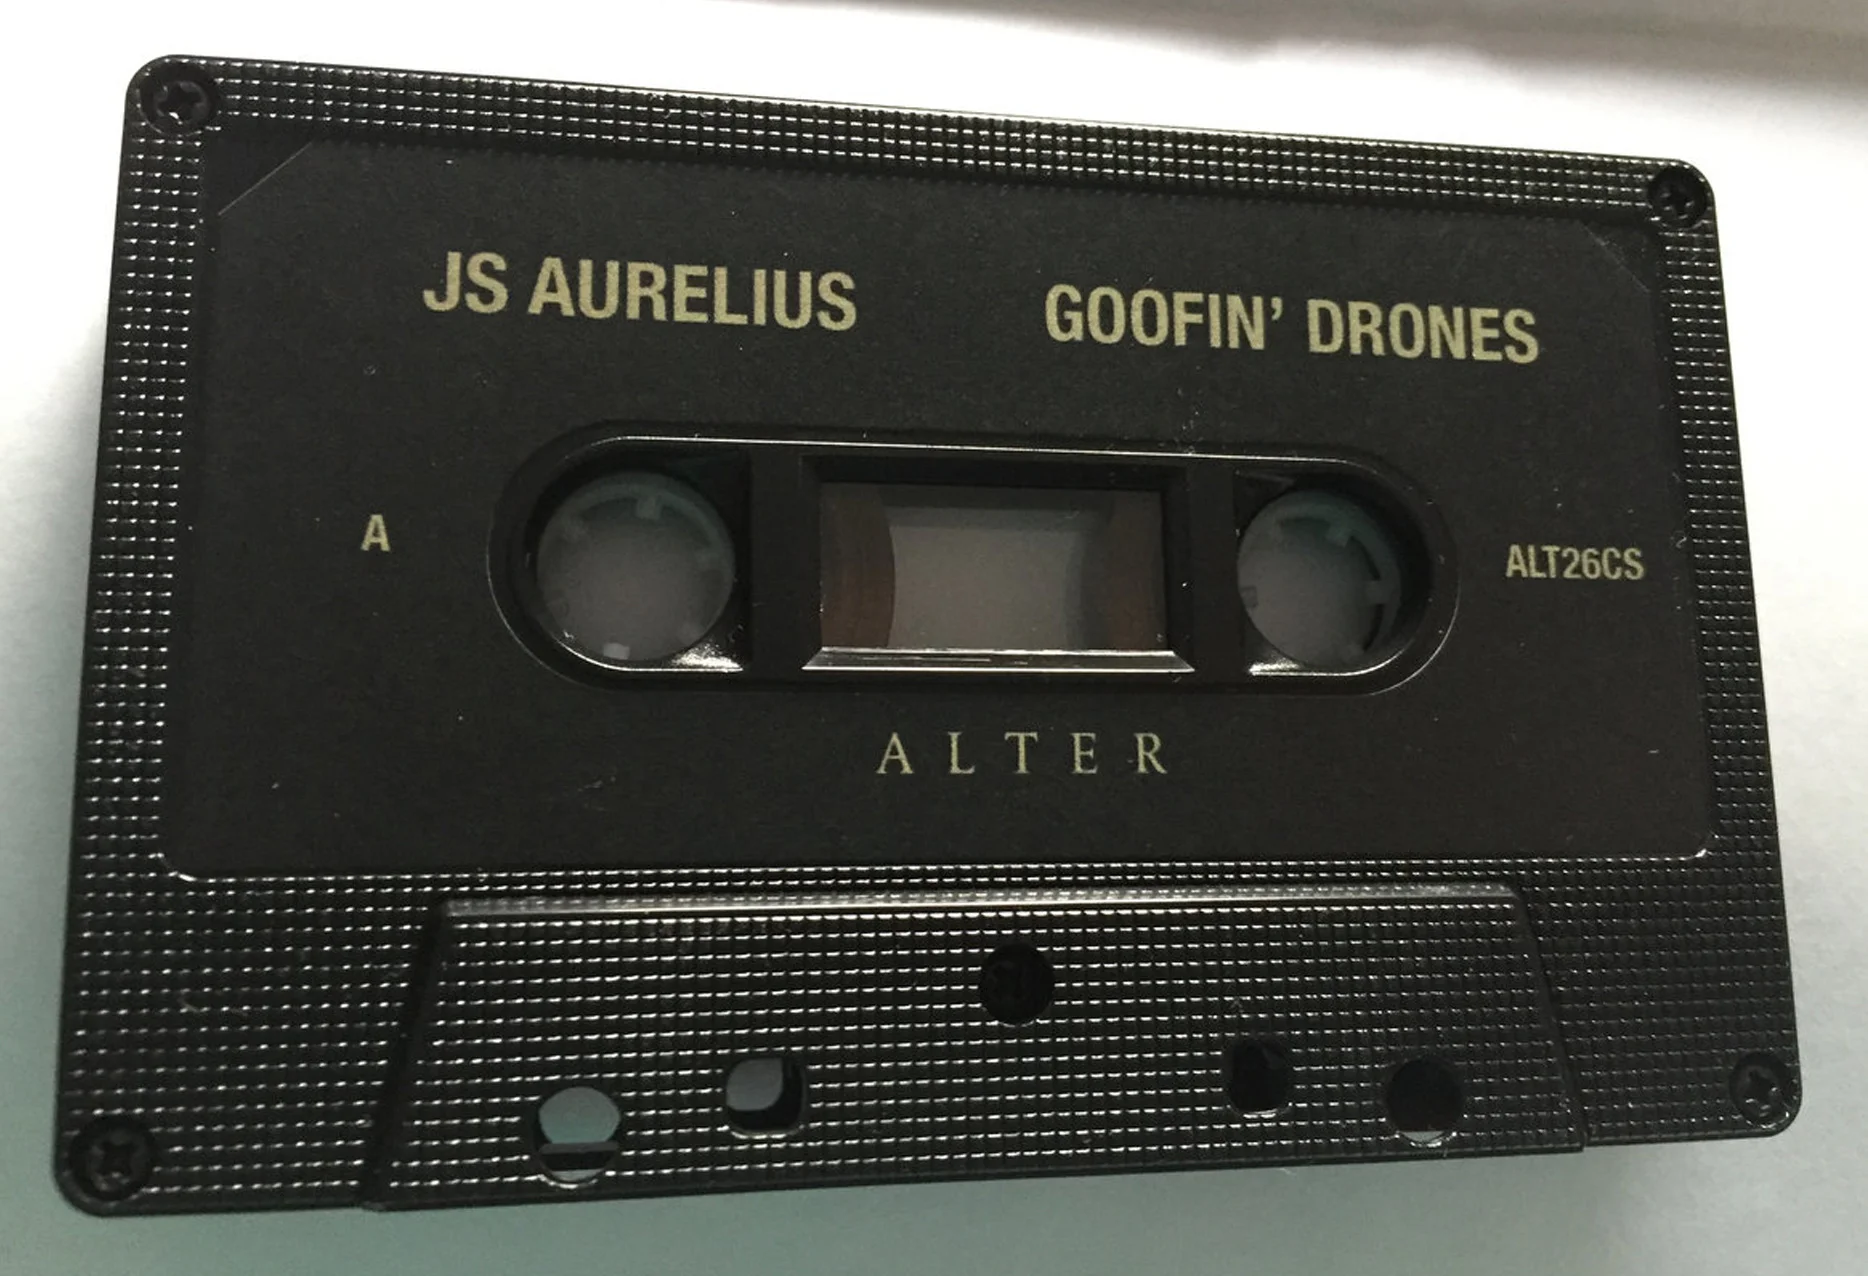 JS AURELIUS
GOOFIN' DRONES
A
ALT26CS
ALTER